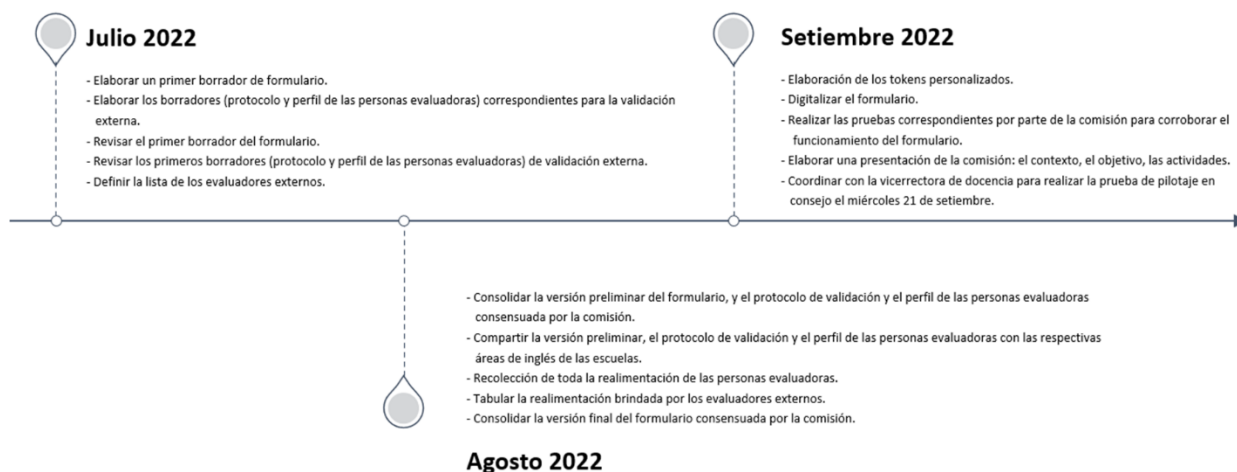 Julio 2022
- Elaborar un primer borrador de formulario.
- Elaborar los borradores (protocolo y perfil de las personas evaluadoras) correspondientes para la validación
externa.
- Revisar el primer borrador del formulario.
- Revisar los primeros borradores (protocolo y perfil de las personas evaluadoras) de validación externa.
- Definir la lista de los evaluadores externos.
Setiembre 2022
- Elaboración de los tokens personalizados.
- Digitalizar el formulario.
- Realizar las pruebas correspondientes por parte de la comisión para corroborar el
funcionamiento del formulario.
- Elaborar una presentación de la comisión: el contexto, el objetivo, las actividades.
- Coordinar con la vicerrectora de docencia para realizar la prueba de pilotaje en
consejo el miércoles 21 de setiembre.
- Consolidar la versión preliminar del formulario, y el protocolo de validación y el perfil de las personas evaluadoras
consensuada por la comisión.
- Compartir la versión preliminar, el protocolo de validación y el perfil de las personas evaluadoras con las respectivas
áreas de inglés de las escuelas.
- Recolección de toda la realimentación de las personas evaluadoras.
- Tabular la realimentación brindada por los evaluadores externos.
- Consolidar la versión final del formulario consensuada por la comisión.
Agosto 2022